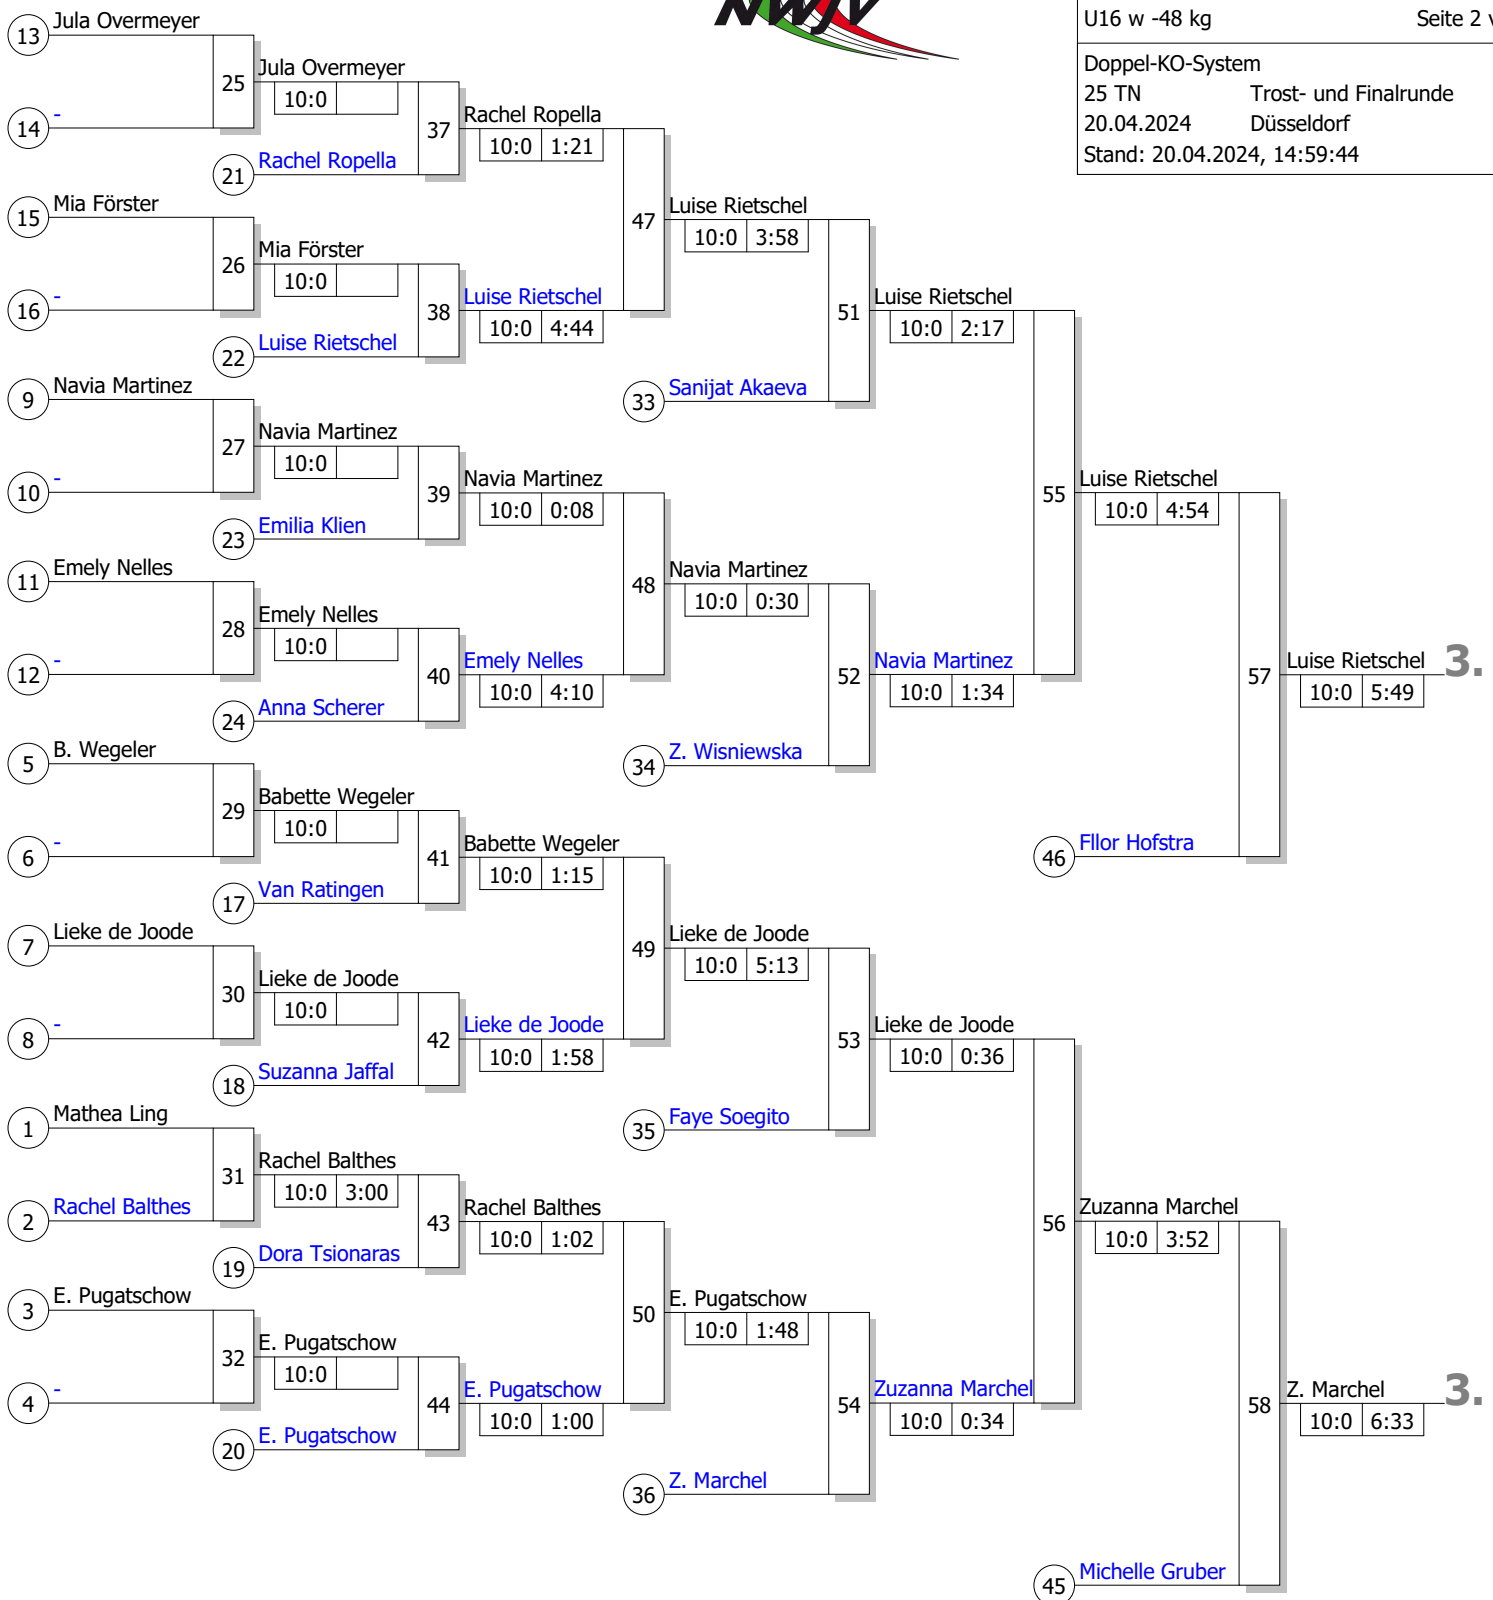 NWJV
U16 w -48 kg Seite 2 v
Doppel-KO-System
25 TN Trost- und Finalrunde
20.04.2024 Düsseldorf
Stand: 20.04.2024, 14:59:44
13 Jula Overmeyer
25 Jula Overmeyer
10:0
14 -
37 Rachel Ropella
10:0 1:21
21 Rachel Ropella
15 Mia Förster
47 Luise Rietschel
10:0 3:58
26 Mia Förster
10:0
16 -
38 Luise Rietschel
10:0 4:44
51 Luise Rietschel
10:0 2:17
22 Luise Rietschel
9 Navia Martinez
33 Sanijat Akaeva
27 Navia Martinez
10:0
10 -
39 Navia Martinez
10:0 0:08
55 Luise Rietschel
10:0 4:54
23 Emilia Klien
11 Emely Nelles
48 Navia Martinez
10:0 0:30
28 Emely Nelles
10:0
12 -
40 Emely Nelles
10:0 4:10
52 Navia Martinez
10:0 1:34
57 Luise Rietschel 3.
10:0 5:49
24 Anna Scherer
5 B. Wegeler
34 Z. Wisniewska
29 Babette Wegeler
10:0
6 -
41 Babette Wegeler
10:0 1:15
46 Fllor Hofstra
17 Van Ratingen
7 Lieke de Joode
49 Lieke de Joode
10:0 5:13
30 Lieke de Joode
10:0
8 -
42 Lieke de Joode
10:0 1:58
53 Lieke de Joode
10:0 0:36
18 Suzanna Jaffal
1 Mathea Ling
35 Faye Soegito
31 Rachel Balthes
10:0 3:00
2 Rachel Balthes
43 Rachel Balthes
10:0 1:02
56 Zuzanna Marchel
10:0 3:52
19 Dora Tsionaras
3 E. Pugatschow
50 E. Pugatschow
10:0 1:48
32 E. Pugatschow
10:0
4 -
44 E. Pugatschow
10:0 1:00
54 Zuzanna Marchel
10:0 0:34
58 Z. Marchel 3.
10:0 6:33
20 E. Pugatschow
36 Z. Marchel
45 Michelle Gruber